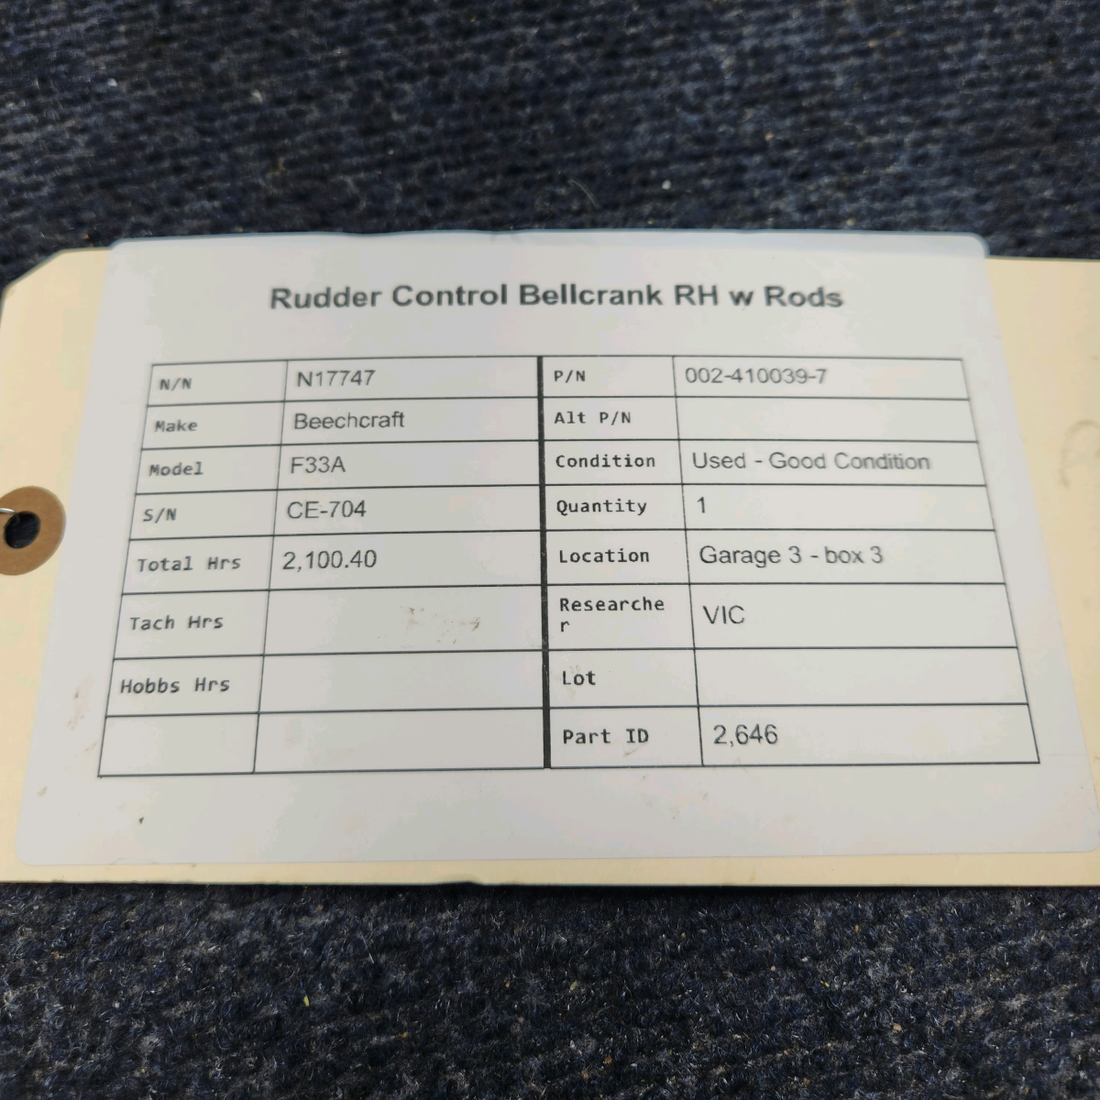 Rudder Control Bellcrank RH w Rods
N/N N17747 P/N 002-410039-7
Make Beechcraft Alt P/N
Model F33A Condition Used - Good Condition
S/N CE-704 Quantity 1
Total Hrs 2,100.40 Location Garage 3 - box 3
Tach Hrs Researche
r VIC
Hobbs Hrs Lot
Part ID 2,646